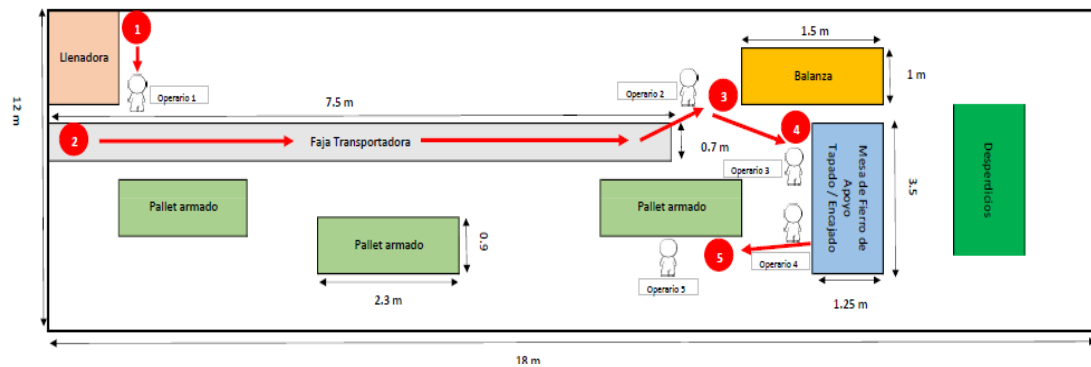 1
1.5 m
Llenadora
Operario 1
Operario 2
3
Balanza
1 m
12 m
7.5 m
2
Faja Transportadora
0.7 m
4
Operario 3
Mesa de Fierro de
Apoyo
Tapado / Encajado
3.5
Desperdicios
Pallet armado
Pallet armado
Pallet armado
0.9
2.3 m
5
Operario 4
Operario 5
1.25 m
18 m